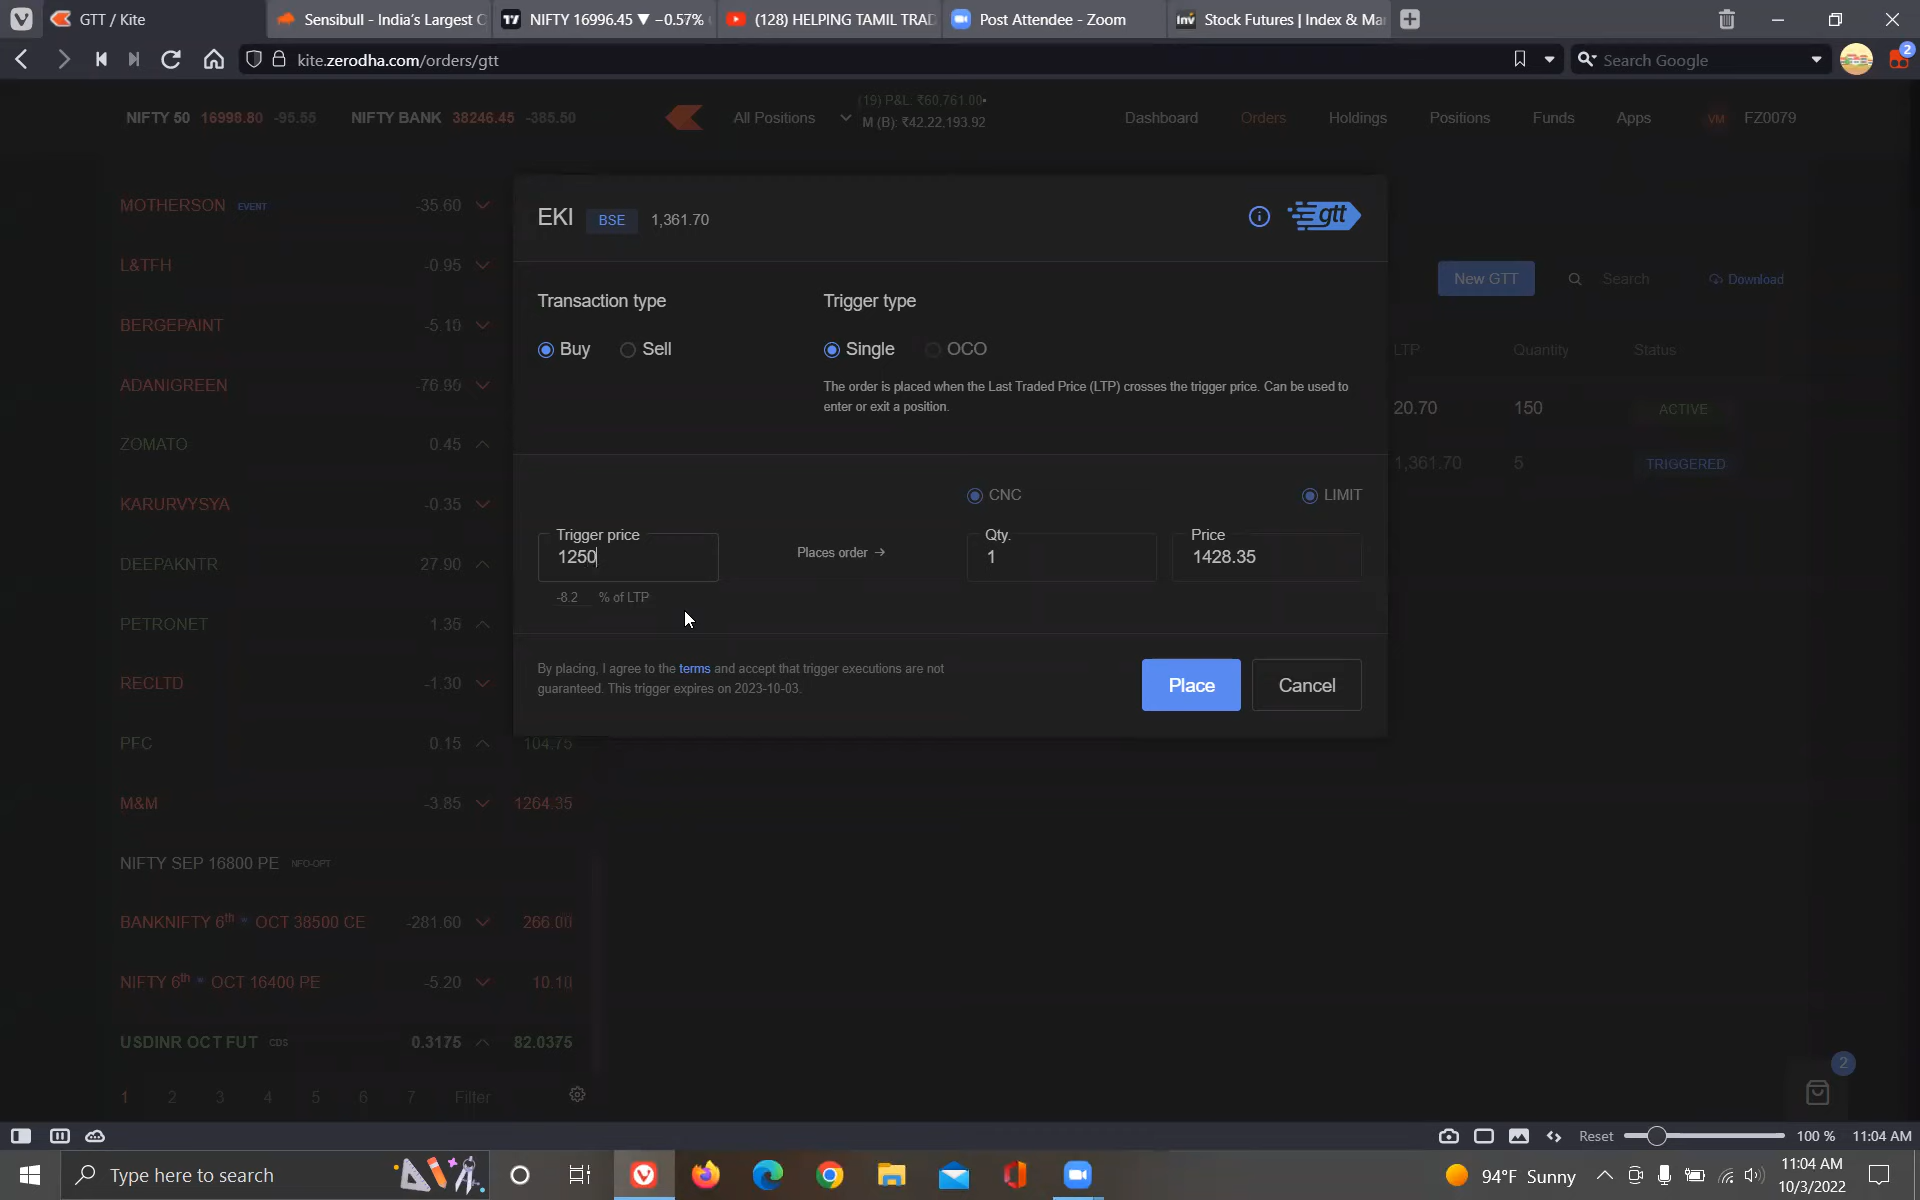 GTT / Kite
Sensibull - India's Largest O
NIFTY 16996.45 ▼ −0.57%
(128) HELPING TAMIL TRAD
Post Attendee - Zoom
Stock Futures | Index & Mar
kite.zerodha.com/orders/gtt
Search Google
2
NIFTY 50 16998.80 -95.55
NIFTY BANK 38246.45 -385.50
All Positions
(19) P&L: ₹60,761.00
M (B): ₹42,22,193.92
Dashboard
Orders
Holdings
Positions
Funds
Apps
VM FZ0079
MOTHERSON EVENT -35.60
L&TFH -0.95
BERGEPAINT -5.10
ADANIGREEN -76.90
ZOMATO 0.45
KARURVYSYA -0.35
DEEPAKNTR 27.90
PETRONET 1.35
RECLTD -1.30
PFC 0.15 104.75
M&M -3.85 1264.35
NIFTY SEP 16800 PE NFO-OPT
BANKNIFTY 6th OCT 38500 CE -281.60 266.00
NIFTY 6th OCT 16400 PE -5.20 10.10
USDINR OCT FUT CDS 0.3175 82.0375
1 2 3 4 5 6 7 Filter
EKI BSE 1,361.70
gtt
Transaction type
Buy Sell
Trigger type
Single OCO
The order is placed when the Last Traded Price (LTP) crosses the trigger price. Can be used to
enter or exit a position.
CNC
LIMIT
Trigger price
1250
-8.2 % of LTP
Places order →
Qty.
1
Price
1428.35
By placing, I agree to the terms and accept that trigger executions are not
guaranteed. This trigger expires on 2023-10-03.
Place
Cancel
New GTT
Search
Download
LTP Quantity Status
20.70 150 ACTIVE
1,361.70 5 TRIGGERED
2
Reset 100 % 11:04 AM
Type here to search
94°F Sunny
11:04 AM
10/3/2022